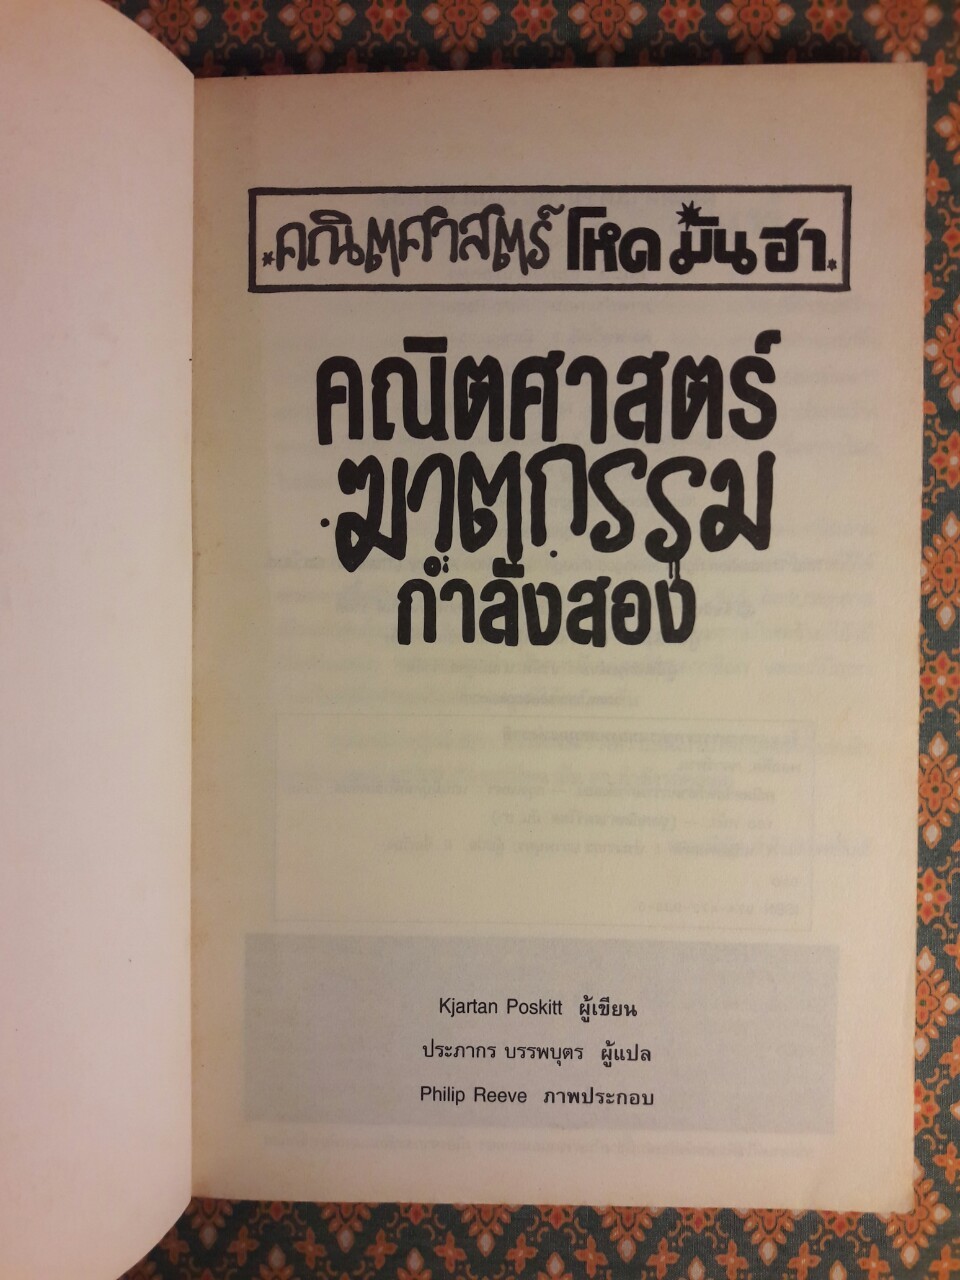 คณิตศาสตร์ โหด มัน ฮา
คณิตศาสตร์
ฆาตกรรม
กำลังสอง
Kjartan Poskitt ผู้เขียน
ประภากร บรรพบุตร ผู้แปล
Philip Reeve ภาพประกอบ